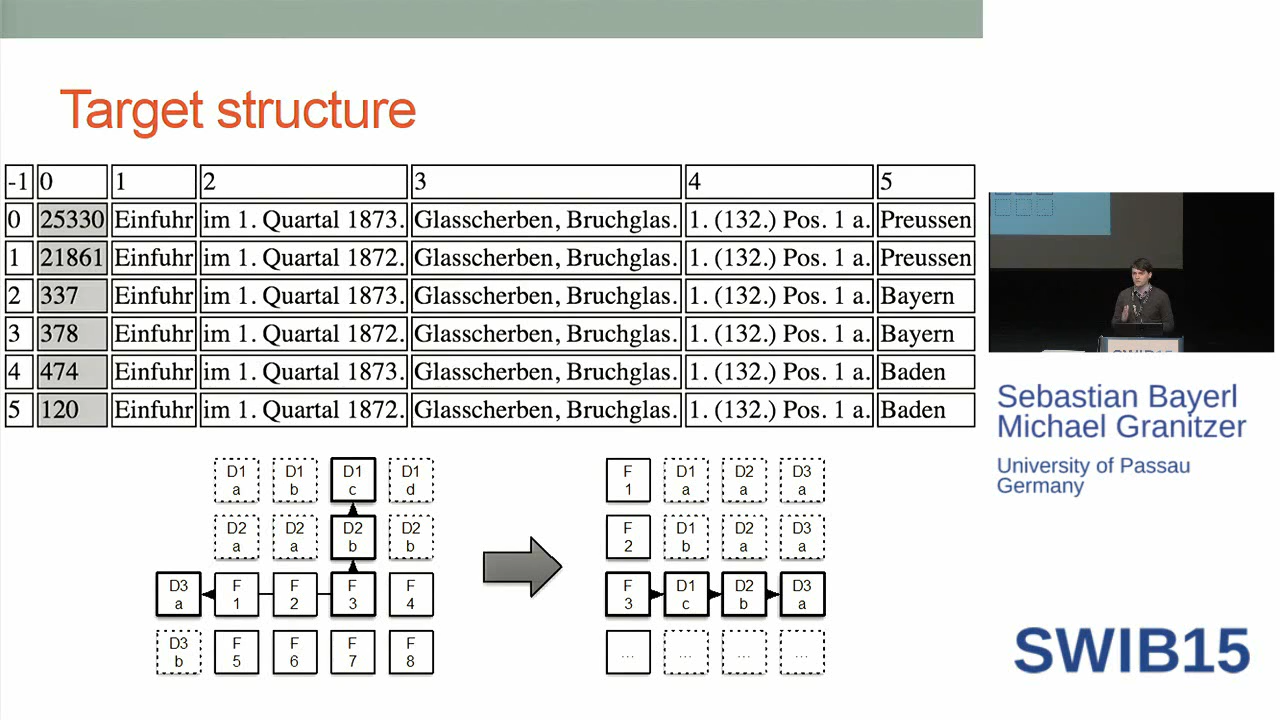 Target structure
-1 0 1 2 3 4 5
0 25330 Einfuhr im 1. Quartal 1873. Glasscherben, Bruchglas. 1. (132.) Pos. 1 a. Preussen
1 21861 Einfuhr im 1. Quartal 1872. Glasscherben, Bruchglas. 1. (132.) Pos. 1 a. Preussen
2 337 Einfuhr im 1. Quartal 1873. Glasscherben, Bruchglas. 1. (132.) Pos. 1 a. Bayern
3 378 Einfuhr im 1. Quartal 1872. Glasscherben, Bruchglas. 1. (132.) Pos. 1 a. Bayern
4 474 Einfuhr im 1. Quartal 1873. Glasscherben, Bruchglas. 1. (132.) Pos. 1 a. Baden
5 120 Einfuhr im 1. Quartal 1872. Glasscherben, Bruchglas. 1. (132.) Pos. 1 a. Baden
D1 D1 D1 D1
a b c d
D2 D2 D2 D2
a a b b
D3 F F F F
a 1 2 3 4
D3 F F F F
b 5 6 7 8
F D1 D2 D3
1 a a a
F D1 D2 D3
2 b a a
F D1 D2 D3
3 c b a
... ... ... ...
SWIB15
Sebastian Bayerl
Michael Granitzer
University of Passau
Germany
SWIB15